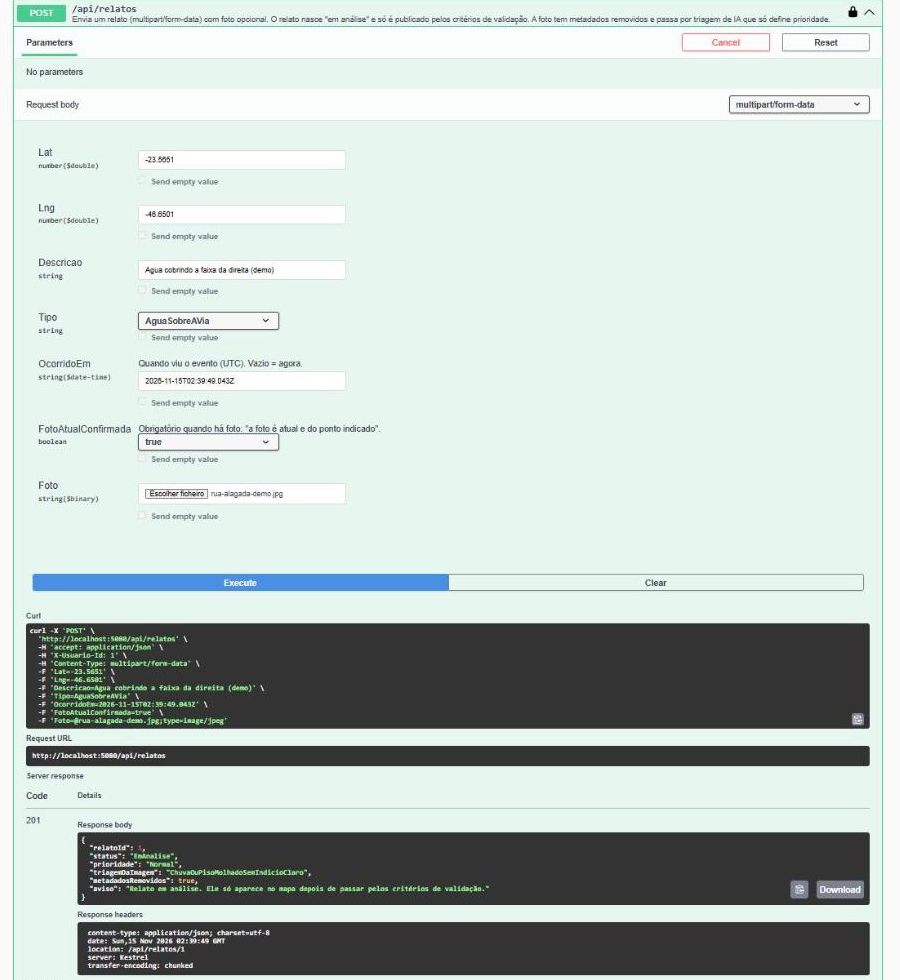 POST /api/relatos
Envia um relato (multipart/form-data) com foto opcional. O relato nasce "em análise" e só é publicado pelos critérios de validação. A foto tem metadados removidos e passa por triagem de IA que só define prioridade.
Parameters
Cancel
Reset
No parameters
Request body
multipart/form-data
Lat
number($double)
-23.5651
Send empty value
Lng
number($double)
-46.6501
Send empty value
Descricao
string
Agua cobrindo a faixa da direita (demo)
Send empty value
Tipo
string
AguaSobreAVia
Send empty value
OcorridoEm
string($date-time)
Quando viu o evento (UTC). Vazio = agora.
2026-11-15T02:39:49.043Z
Send empty value
FotoAtualConfirmada
boolean
Obrigatório quando há foto: "a foto é atual e do ponto indicado".
true
Send empty value
Foto
string($binary)
Escolher ficheiro rua-alagada-demo.jpg
Send empty value
Execute
Clear
Curl
curl -X 'POST' \
'http://localhost:5080/api/relatos' \
-H 'accept: application/json' \
-H 'X-Usuario-Id: 1' \
-H 'Content-Type: multipart/form-data' \
-F 'Lat=-23.5651' \
-F 'Lng=-46.6501' \
-F 'Descricao=Agua cobrindo a faixa da direita (demo)' \
-F 'Tipo=AguaSobreAVia' \
-F 'OcorridoEm=2026-11-15T02:39:49.043Z' \
-F 'FotoAtualConfirmada=true' \
-F 'Foto=@rua-alagada-demo.jpg;type=image/jpeg'
Request URL
http://localhost:5080/api/relatos
Server response
Code
Details
201
Response body
{
"relatoId": 1,
"status": "EmAnalise",
"prioridade": "Normal",
"triagemDaImagem": "ChuvaOuPisoMolhadoSemIndicioClaro",
"metadadosRemovidos": true,
"aviso": "Relato em análise. Ele só aparece no mapa depois de passar pelos critérios de validação."
}
Download
Response headers
content-type: application/json; charset=utf-8
date: Sun,15 Nov 2026 02:39:49 GMT
location: /api/relatos/1
server: Kestrel
transfer-encoding: chunked